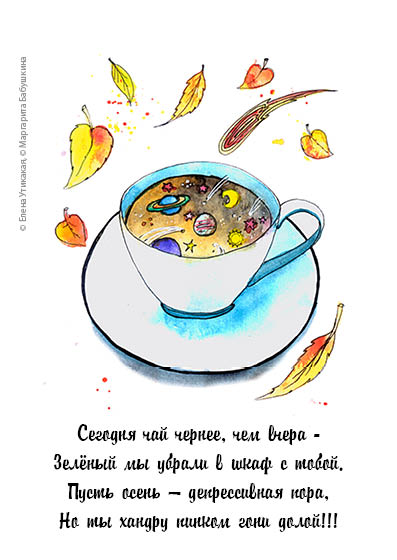 © Елена Утикакая, © Маргарита Бабушкина
Сегодня чай чернее, чем вчера -
Зелёный мы убрали в шкаф с тобой.
Пусть осень – депрессивная пора,
Но ты хандру пинком гони долой!!!